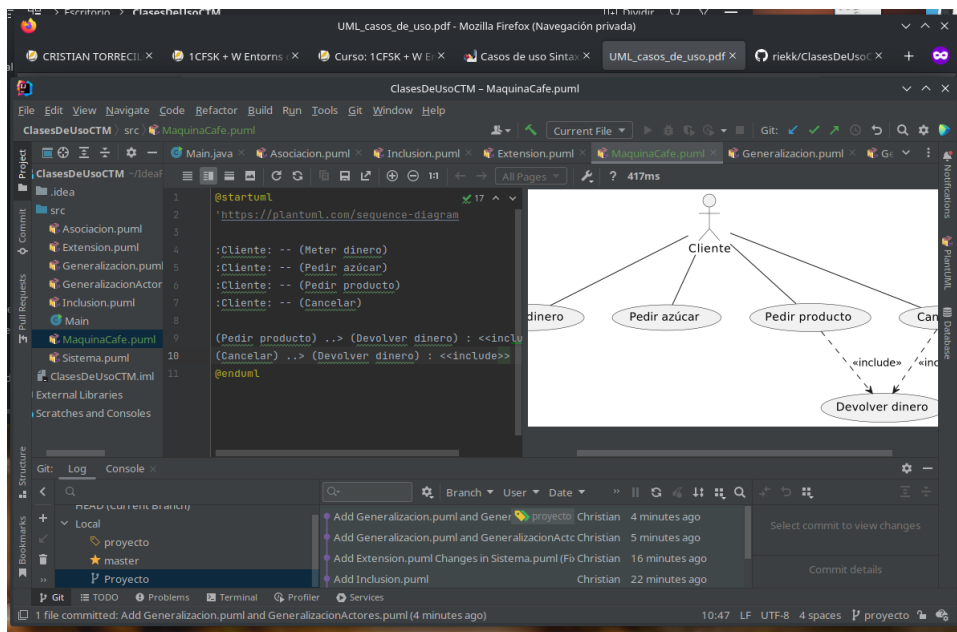 Escritorio > ClasesDeUsoCTM
Dividir
UML_casos_de_uso.pdf - Mozilla Firefox (Navegación privada)
CRISTIAN TORRECIL
1CFSK + W Entorns
Curso: 1CFSK + W En
Casos de uso Sintax
UML_casos_de_uso.pdf
riekk/ClasesDeUsoC
ClasesDeUsoCTM – MaquinaCafe.puml
File Edit View Navigate Code Refactor Build Run Tools Git Window Help
ClasesDeUsoCTM src MaquinaCafe.puml
Current File
Git:
Main.java
Asociacion.puml
Inclusion.puml
Extension.puml
MaquinaCafe.puml
Generalizacion.puml
Project
ClasesDeUsoCTM ~/IdeaF
.idea
src
Asociacion.puml
Extension.puml
Generalizacion.puml
GeneralizacionActor
Inclusion.puml
Main
MaquinaCafe.puml
Sistema.puml
ClasesDeUsoCTM.iml
External Libraries
Scratches and Consoles
Commit
Pull Requests
Structure
Bookmarks
1:1
All Pages
? 417ms
17
1 @startuml
2 'https://plantuml.com/sequence-diagram
3
4 :Cliente: -- (Meter dinero)
5 :Cliente: -- (Pedir azúcar)
6 :Cliente: -- (Pedir producto)
7 :Cliente: -- (Cancelar)
8
9 (Pedir producto) ..> (Devolver dinero) : <<inclu
10 (Cancelar) ..> (Devolver dinero) : <<include>>
11 @enduml
Cliente
dinero
Pedir azúcar
Pedir producto
Can
«include»
«inc
Devolver dinero
Notifications
PlantUML
Database
Git: Log Console
Branch User Date
HEAD (Current Branch)
Local
proyecto
master
Proyecto
Add Generalizacion.puml and Gener proyecto Christian 4 minutes ago
Add Generalizacion.puml and GeneralizacionActo Christian 5 minutes ago
Add Extension.puml Changes in Sistema.puml (Fix Christian 16 minutes ago
Add Inclusion.puml Christian 22 minutes ago
Select commit to view changes
Commit details
Git TODO Problems Terminal Profiler Services
1 file committed: Add Generalizacion.puml and GeneralizacionActores.puml (4 minutes ago)
10:47 LF UTF-8 4 spaces proyecto